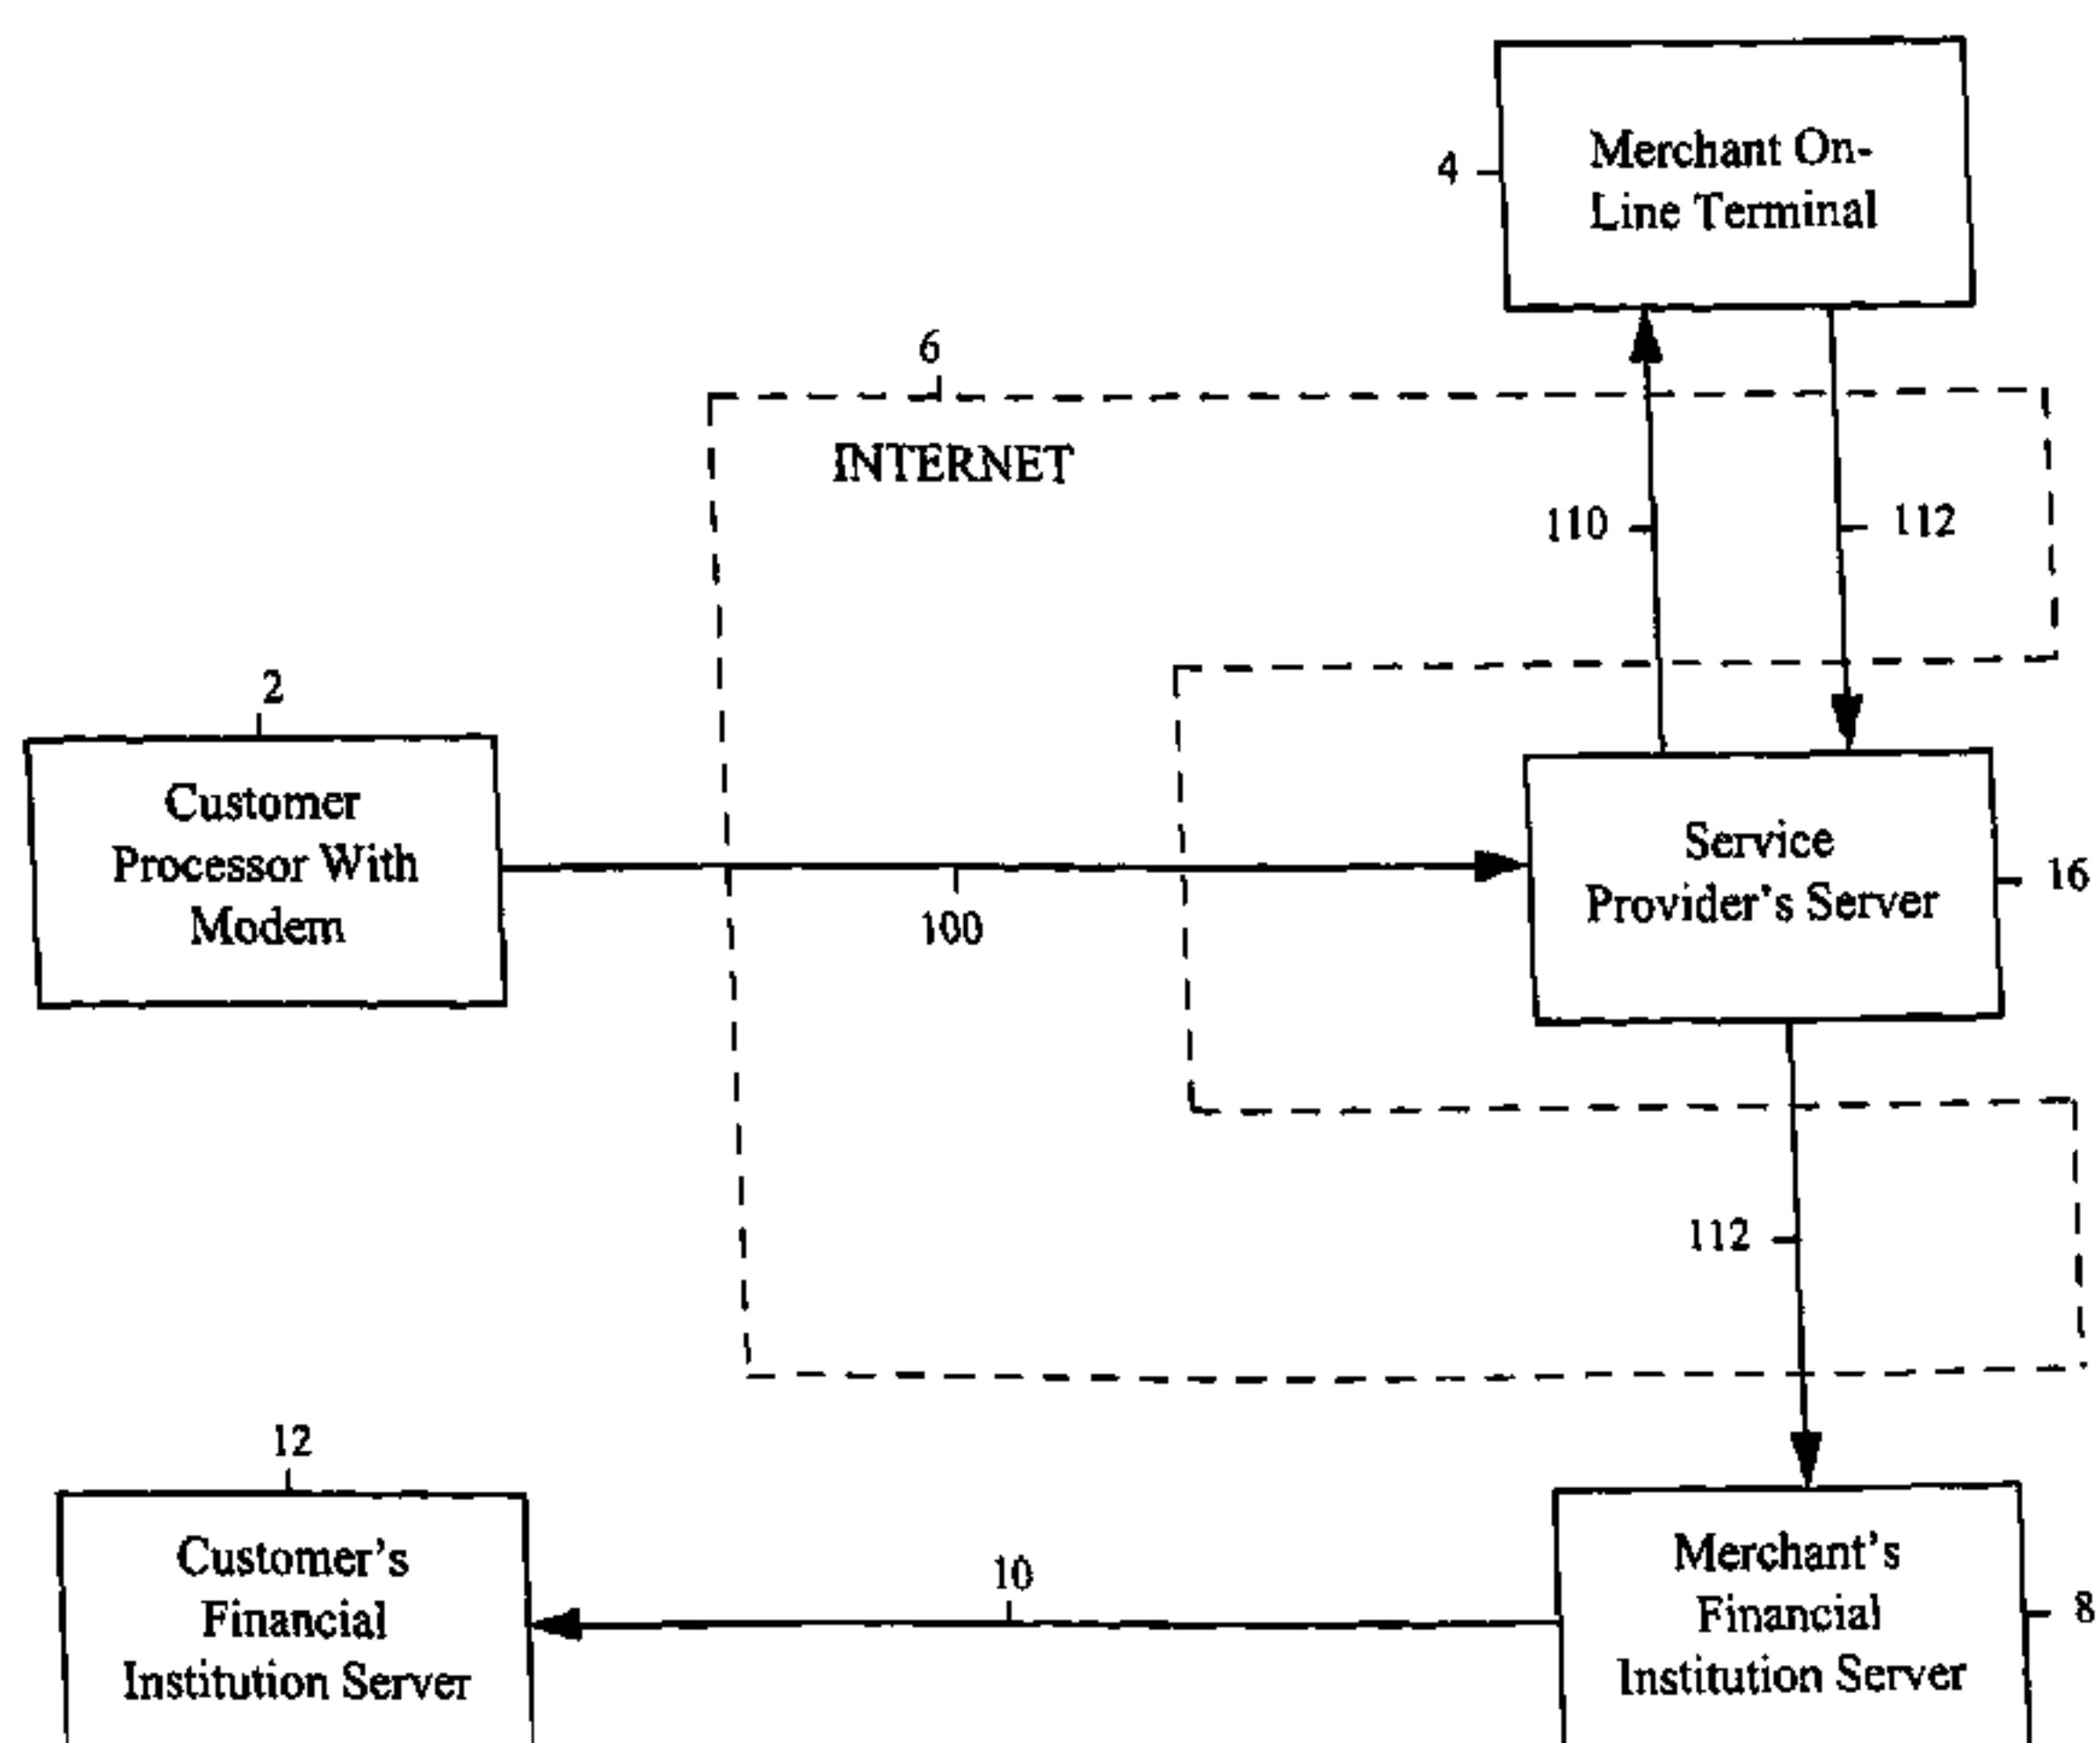 4
Merchant On-
Line Terminal
6
INTERNET
110
112
2
Customer
Processor With
Modem
100
Service
Provider's Server
16
112
12
Customer's
Financial
Institution Server
10
Merchant's
Financial
Institution Server
8